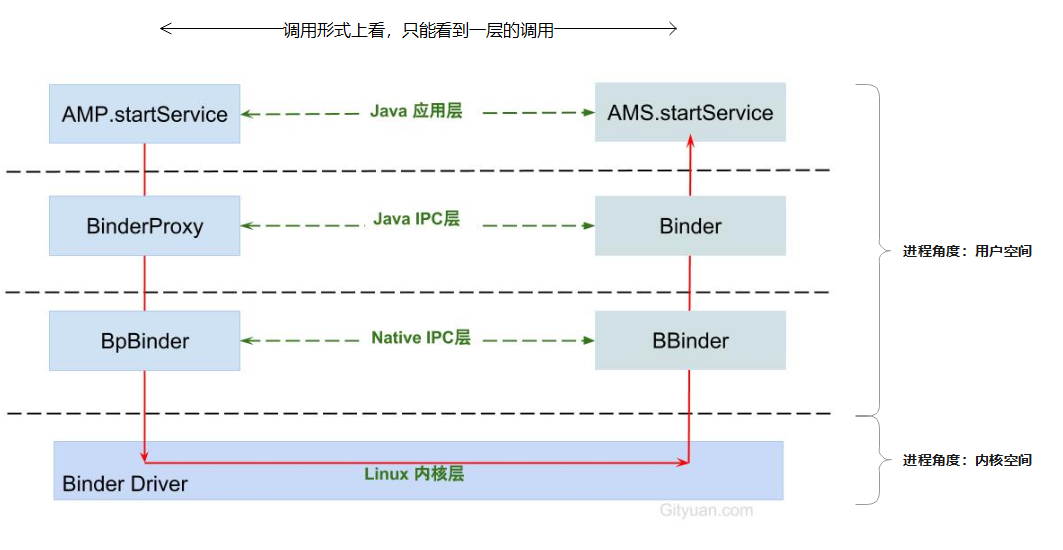 调用形式上看，只能看到一层的调用
AMP.startService
Java 应用层
AMS.startService
BinderProxy
Java IPC层
Binder
进程角度：用户空间
BpBinder
Native IPC层
BBinder
进程角度：内核空间
Linux 内核层
Binder Driver
Gityuan.com